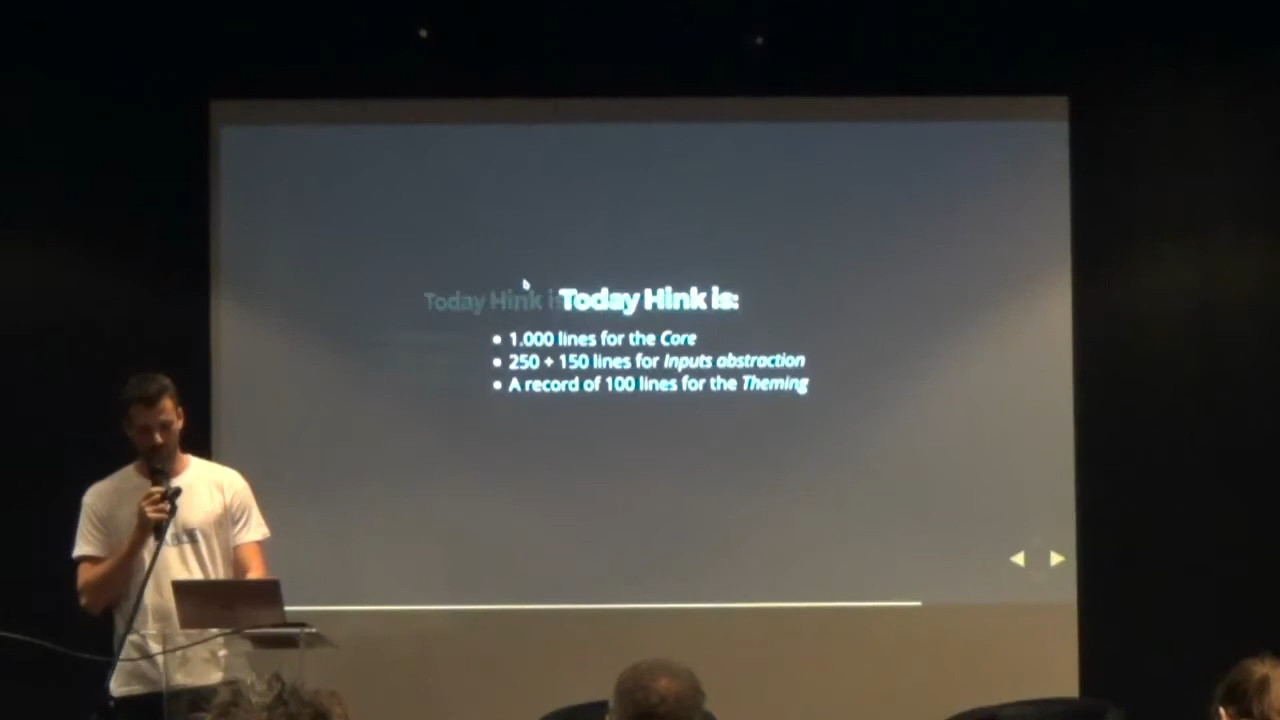 Today Hink is:
• 1.000 lines for the Core
• 250 + 150 lines for Inputs abstraction
• A record of 100 lines for the Theming